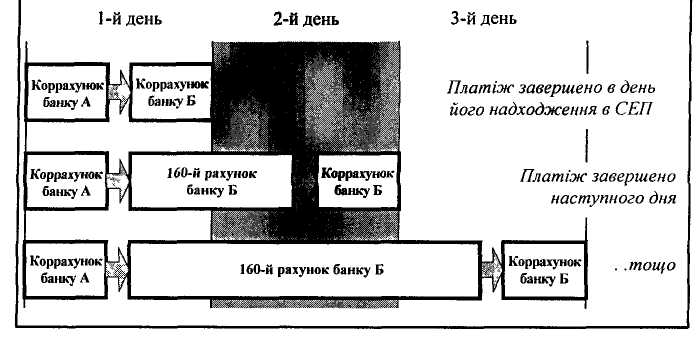 1-й день 2-й день 3-й день
Коррахунок
банку А
Коррахунок
банку Б
Платіж завершено в день
його надходження в СЕП
Коррахунок
банку А
160-й рахунок
банку Б
Коррахунок
банку Б
Платіж завершено
наступного дня
Коррахунок
банку А
160-й рахунок банку Б
Коррахунок
банку Б
. .тощо